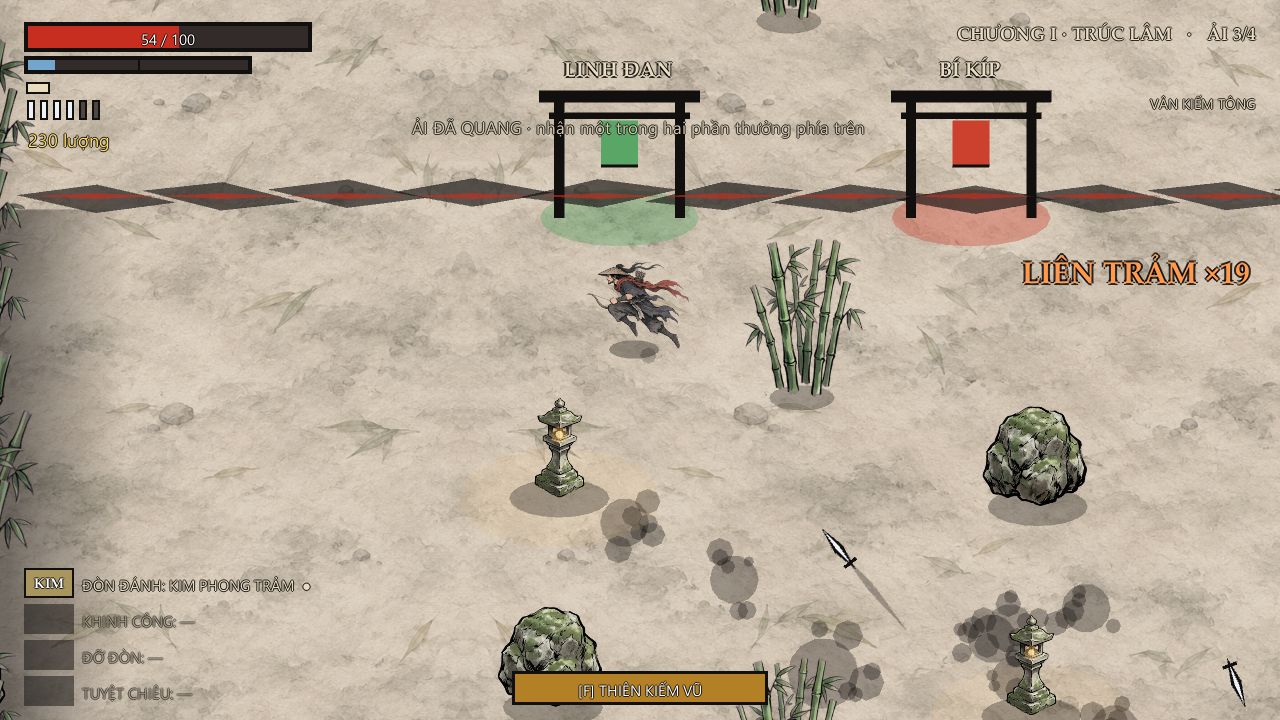 54 / 100
230 lượng
CHƯƠNG I · TRÚC LÂM · ẢI 3/4
VÂN KIẾM TÔNG
LINH ĐAN
BÍ KÍP
ẢI ĐÃ QUANG · nhận một trong hai phần thưởng phía trên
LIÊN TRẢM ×19
KIM ĐÒN ĐÁNH: KIM PHONG TRẢM
KHINH CÔNG: —
ĐỠ ĐÒN: —
TUYỆT CHIÊU: —
[F] THIÊN KIẾM VŨ